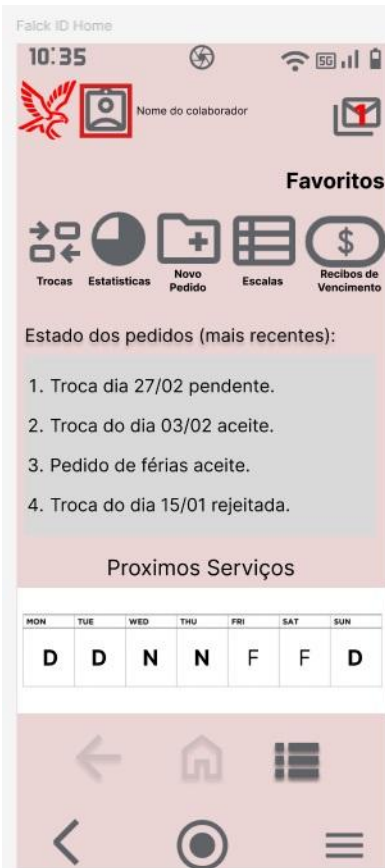 Falck ID Home
10:35
5G
Nome do colaborador
1
Favoritos
Trocas
Estatisticas
Novo
Pedido
Escalas
$
Recibos de
Vencimento
Estado dos pedidos (mais recentes):
1. Troca dia 27/02 pendente.
2. Troca do dia 03/02 aceite.
3. Pedido de férias aceite.
4. Troca do dia 15/01 rejeitada.
Proximos Serviços
MON TUE WED THU FRI SAT SUN
D D N N F F D